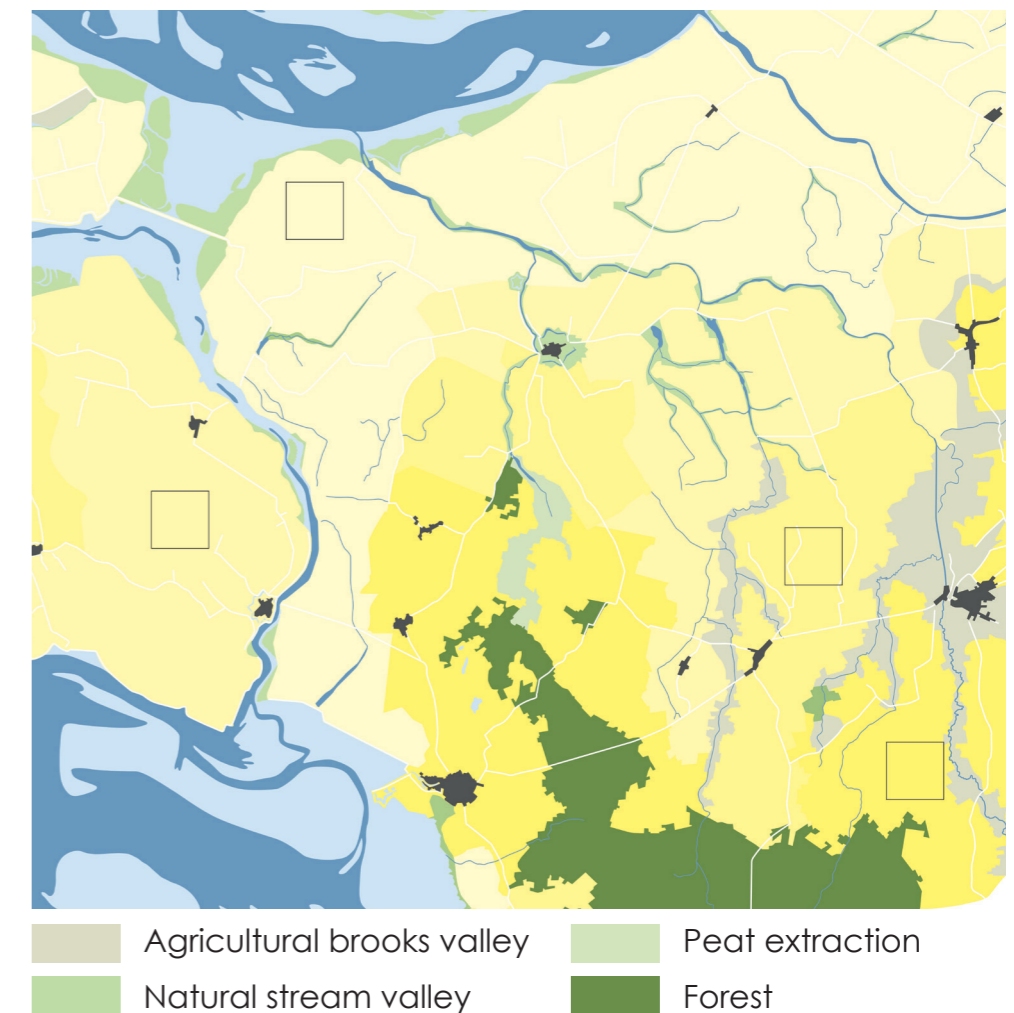 Agricultural brooks valley
Peat extraction
Natural stream valley
Forest